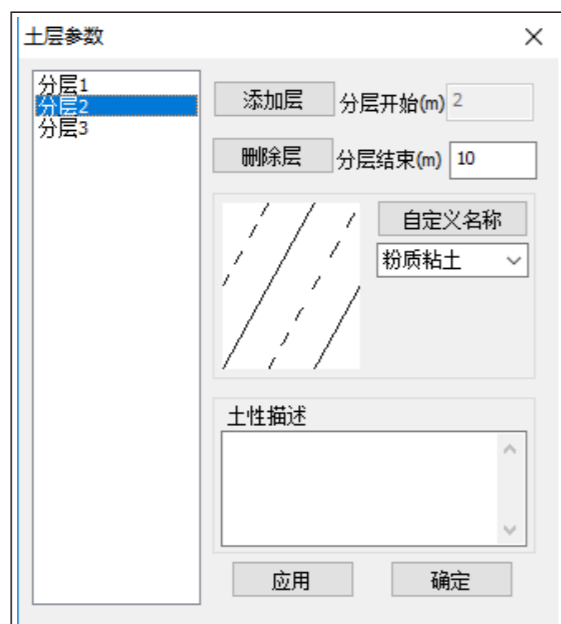 土层参数
分层1
分层2
分层3
添加层 分层开始(m) 2
删除层 分层结束(m) 10
自定义名称
粉质粘土
土性描述
应用 确定